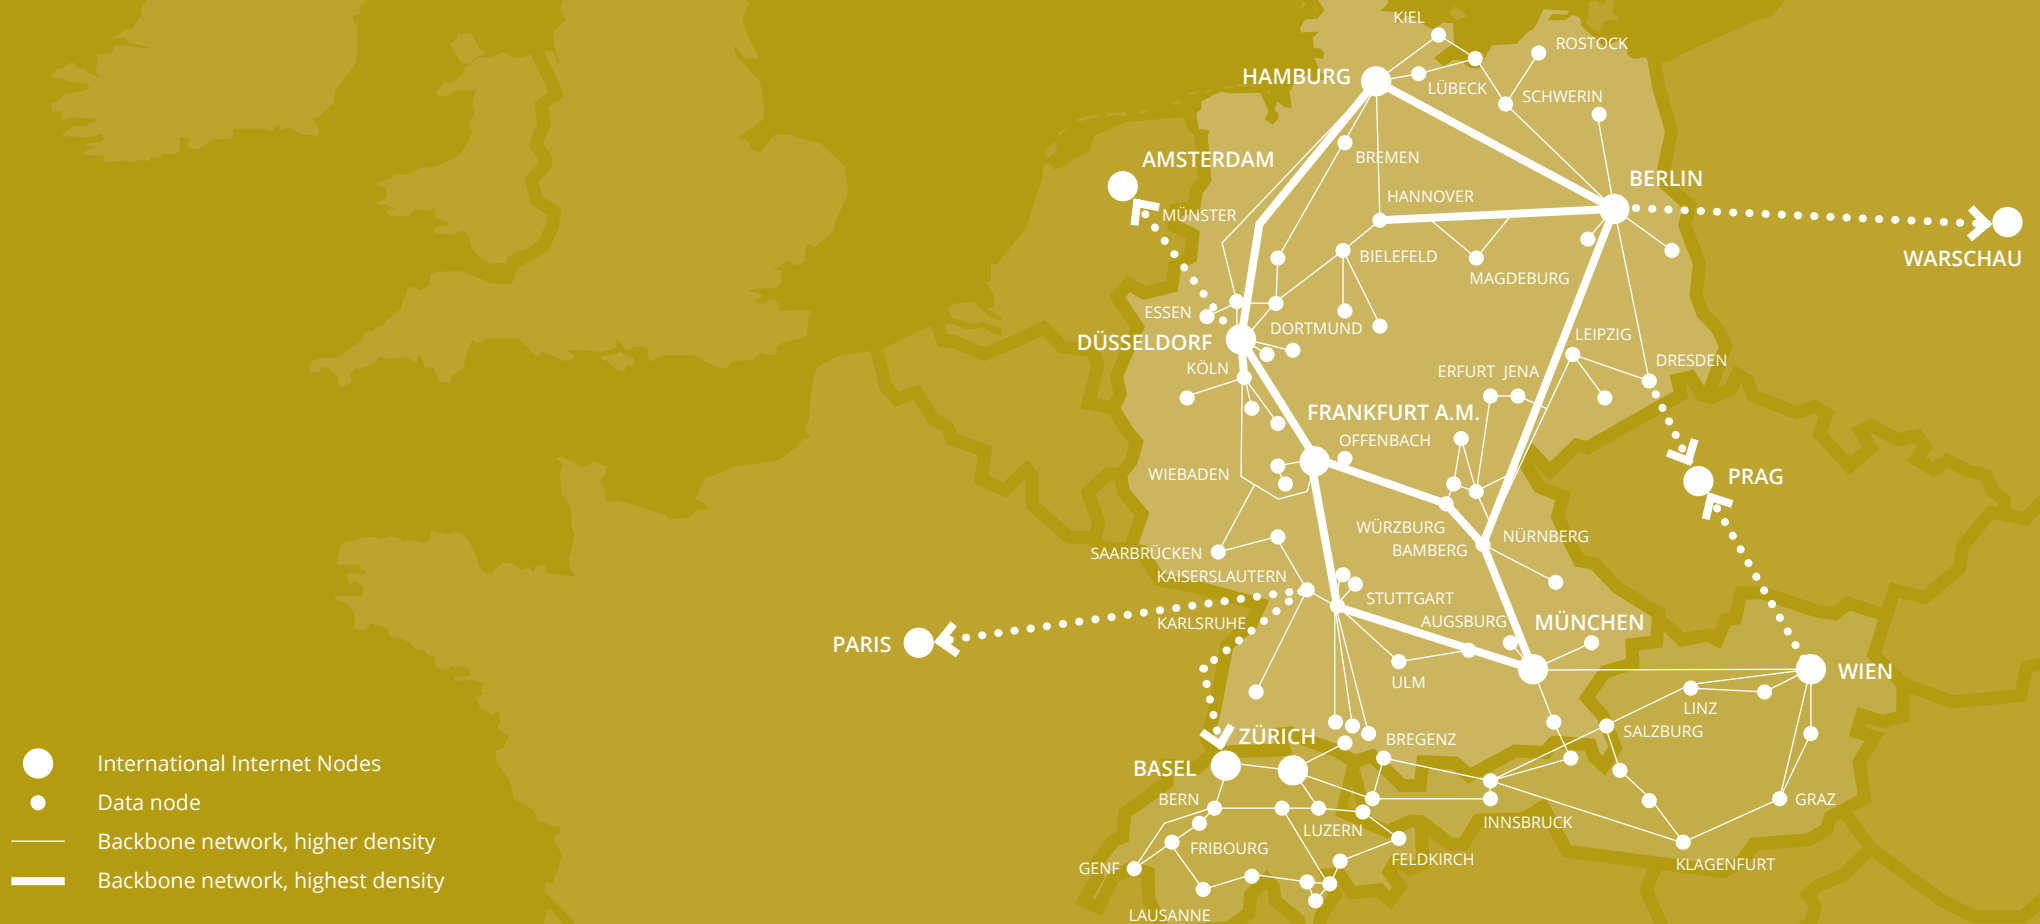 KIEL
ROSTOCK
HAMBURG
LÜBECK
SCHWERIN
BREMEN
AMSTERDAM
BERLIN
HANNOVER
MÜNSTER
BIELEFELD
WARSCHAU
MAGDEBURG
ESSEN
DORTMUND
LEIPZIG
DÜSSELDORF
DRESDEN
KÖLN
ERFURT JENA
FRANKFURT A.M.
OFFENBACH
WIEBADEN
PRAG
WÜRZBURG
NÜRNBERG
BAMBERG
SAARBRÜCKEN
KAISERSLAUTERN
STUTTGART
KARLSRUHE
AUGSBURG
MÜNCHEN
PARIS
WIEN
ULM
LINZ
SALZBURG
ZÜRICH
BREGENZ
BASEL
BERN
GRAZ
INNSBRUCK
LUZERN
FRIBOURG
FELDKIRCH
KLAGENFURT
GENF
LAUSANNE
International Internet Nodes
Data node
Backbone network, higher density
Backbone network, highest density